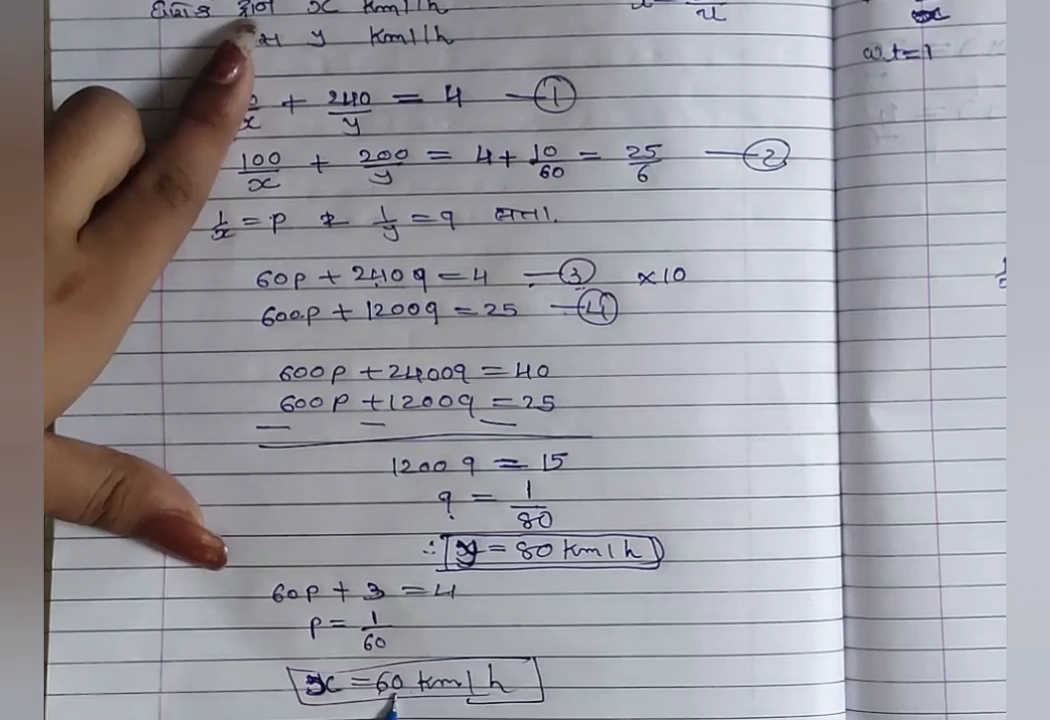 x km/h
y km/h
u
w.t=1
/x + 240/y = 4 —①
100/x + 200/y = 4 + 10/60 = 25/6 —②
1/x = p & 1/y = q
60p + 240q = 4 —③ ×10
600p + 1200q = 25 —④
600p + 2400q = 40
600p + 1200q = 25
— — —
1200q = 15
q = 1/80
∴ y = 80 km/h
60p + 3 = 4
p = 1/60
x = 60 km/h